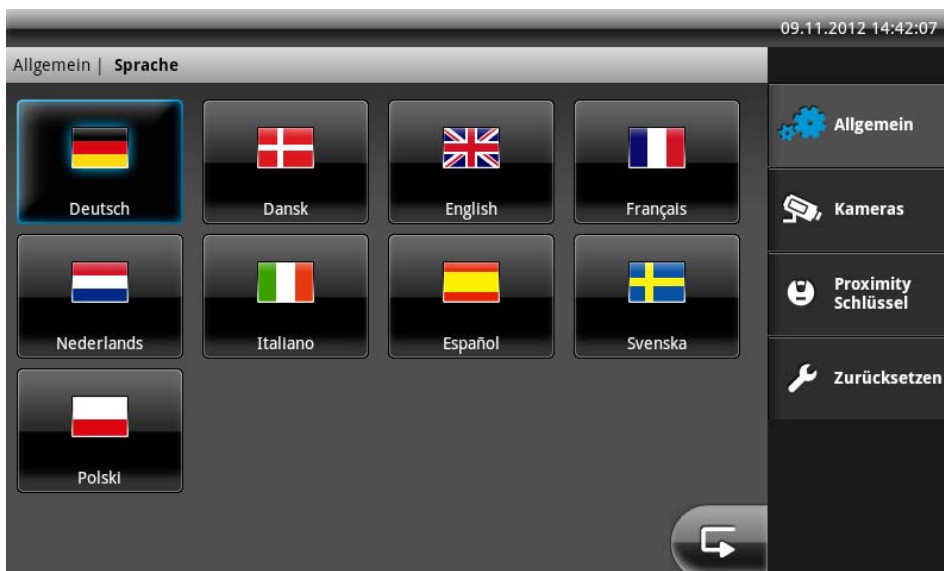 09.11.2012 14:42:07
Allgemein | Sprache
Deutsch
Dansk
English
Français
Nederlands
Italiano
Español
Svenska
Polski
Allgemein
Kameras
Proximity
Schlüssel
Zurücksetzen